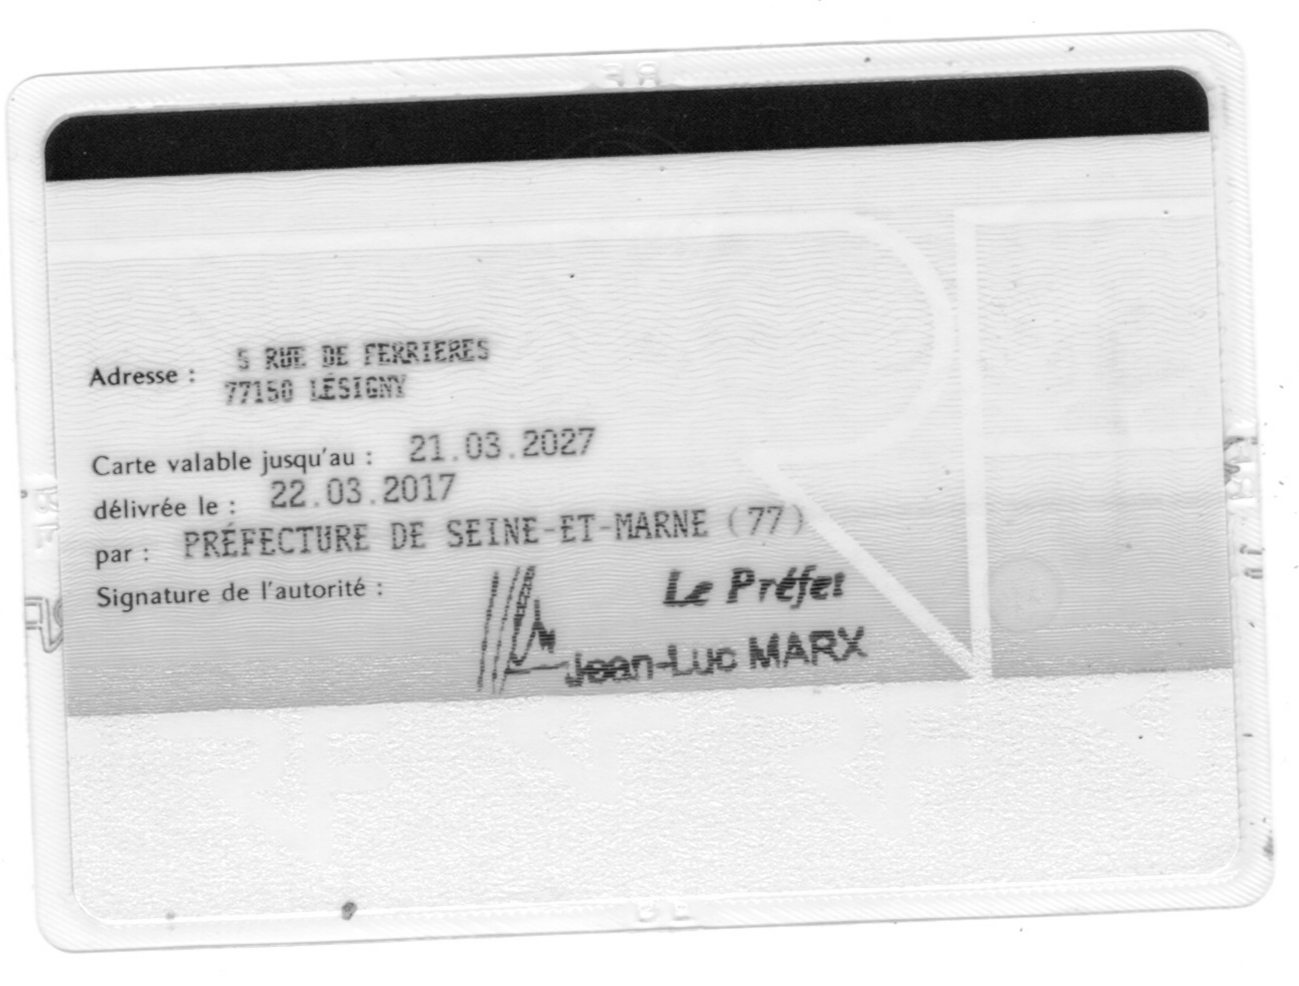 Adresse : 5 RUE DE FERRIERES
77150 LÉSIGNY
Carte valable jusqu'au : 21.03.2027
délivrée le : 22.03.2017
par : PRÉFECTURE DE SEINE-ET-MARNE (77)
Signature de l'autorité :
Le Préfet
Jean-Luc MARX